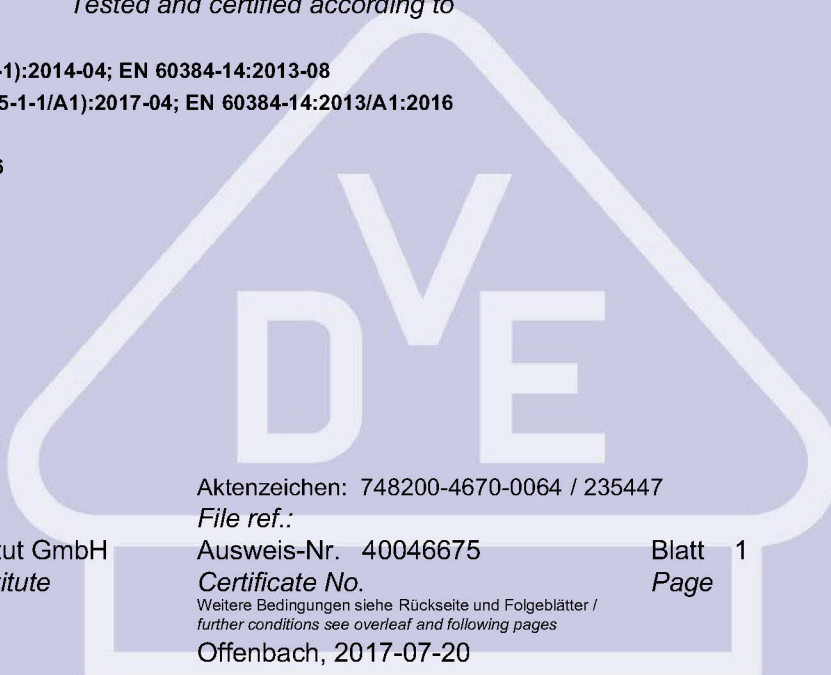 Tested and certified according to
-1):2014-04; EN 60384-14:2013-08
5-1-1/A1):2017-04; EN 60384-14:2013/A1:2016
6
VDE
Aktenzeichen: 748200-4670-0064 / 235447
File ref.:
tut GmbH Ausweis-Nr. 40046675 Blatt 1
itute Certificate No. Page
Weitere Bedingungen siehe Rückseite und Folgeblätter /
further conditions see overleaf and following pages
Offenbach, 2017-07-20